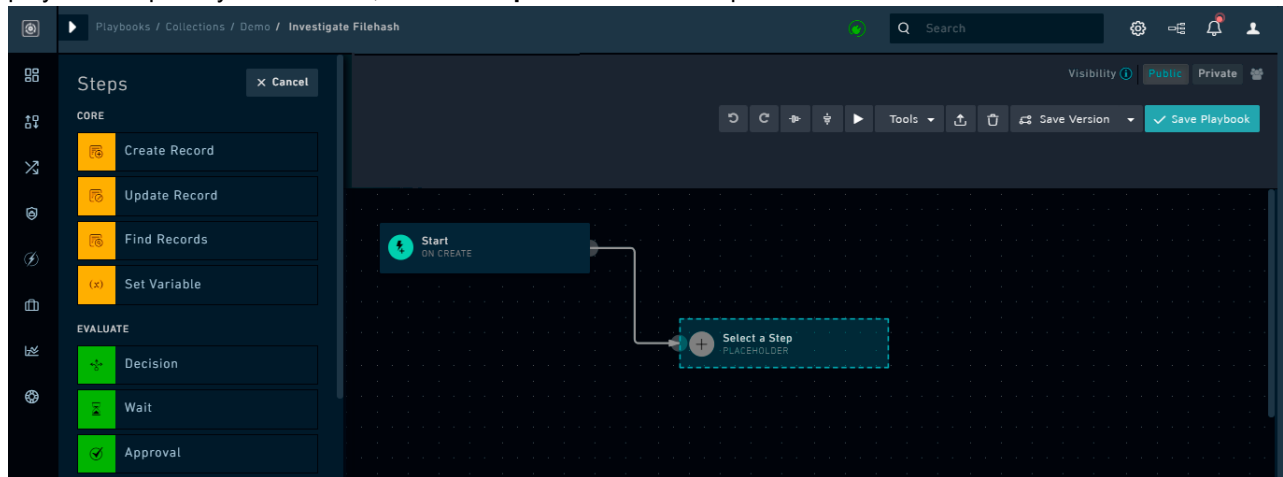 Playbooks / Collections / Demo / Investigate Filehash
Search
Steps
× Cancel
Visibility
Public
Private
CORE
Tools
Save Version
Save Playbook
Create Record
Update Record
Find Records
(x) Set Variable
Start
ON CREATE
Select a Step
PLACEHOLDER
EVALUATE
Decision
Wait
Approval